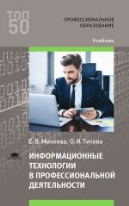 ТОП
50
ПРОФЕССИОНАЛЬНОЕ
ОБРАЗОВАНИЕ
Учебник
Е. В. Михеева, О. И. Титова
ИНФОРМАЦИОННЫЕ
ТЕХНОЛОГИИ
В ПРОФЕССИОНАЛЬНОЙ
ДЕЯТЕЛЬНОСТИ